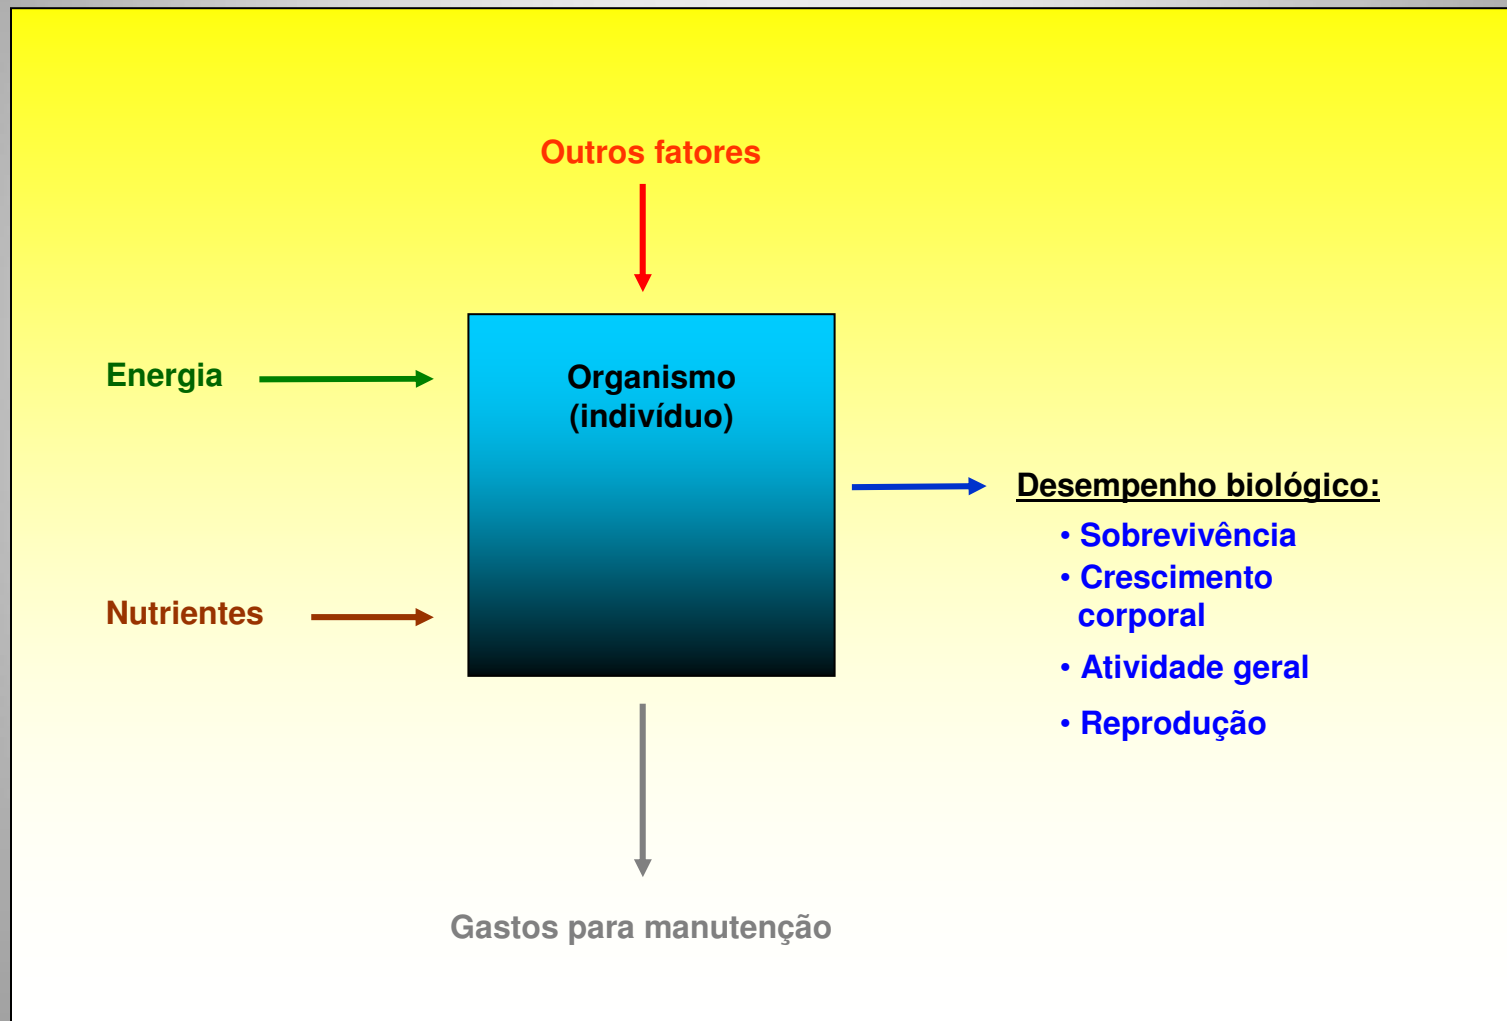 Outros fatores
Energia
Organismo
(indivíduo)
Desempenho biológico:
• Sobrevivência
• Crescimento
corporal
Nutrientes
• Atividade geral
• Reprodução
Gastos para manutenção